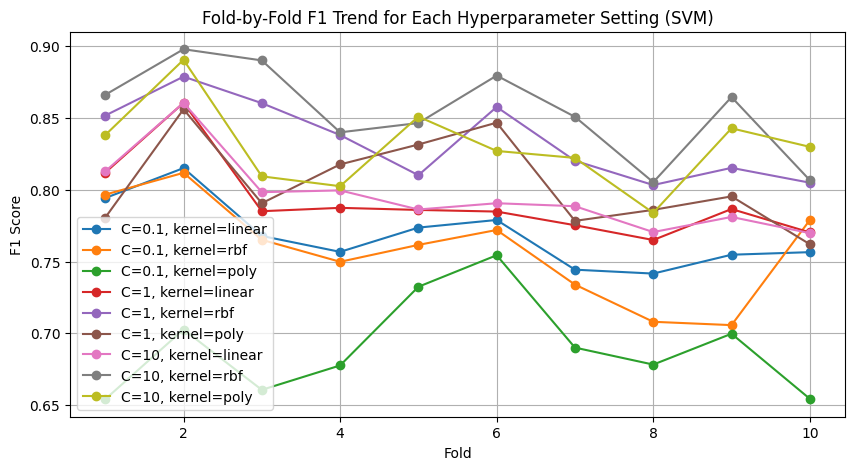 Fold-by-Fold F1 Trend for Each Hyperparameter Setting (SVM)
F1 Score
0.90
0.85
0.80
0.75
0.70
0.65
C=0.1, kernel=linear
C=0.1, kernel=rbf
C=0.1, kernel=poly
C=1, kernel=linear
C=1, kernel=rbf
C=1, kernel=poly
C=10, kernel=linear
C=10, kernel=rbf
C=10, kernel=poly
2 4 6 8 10
Fold